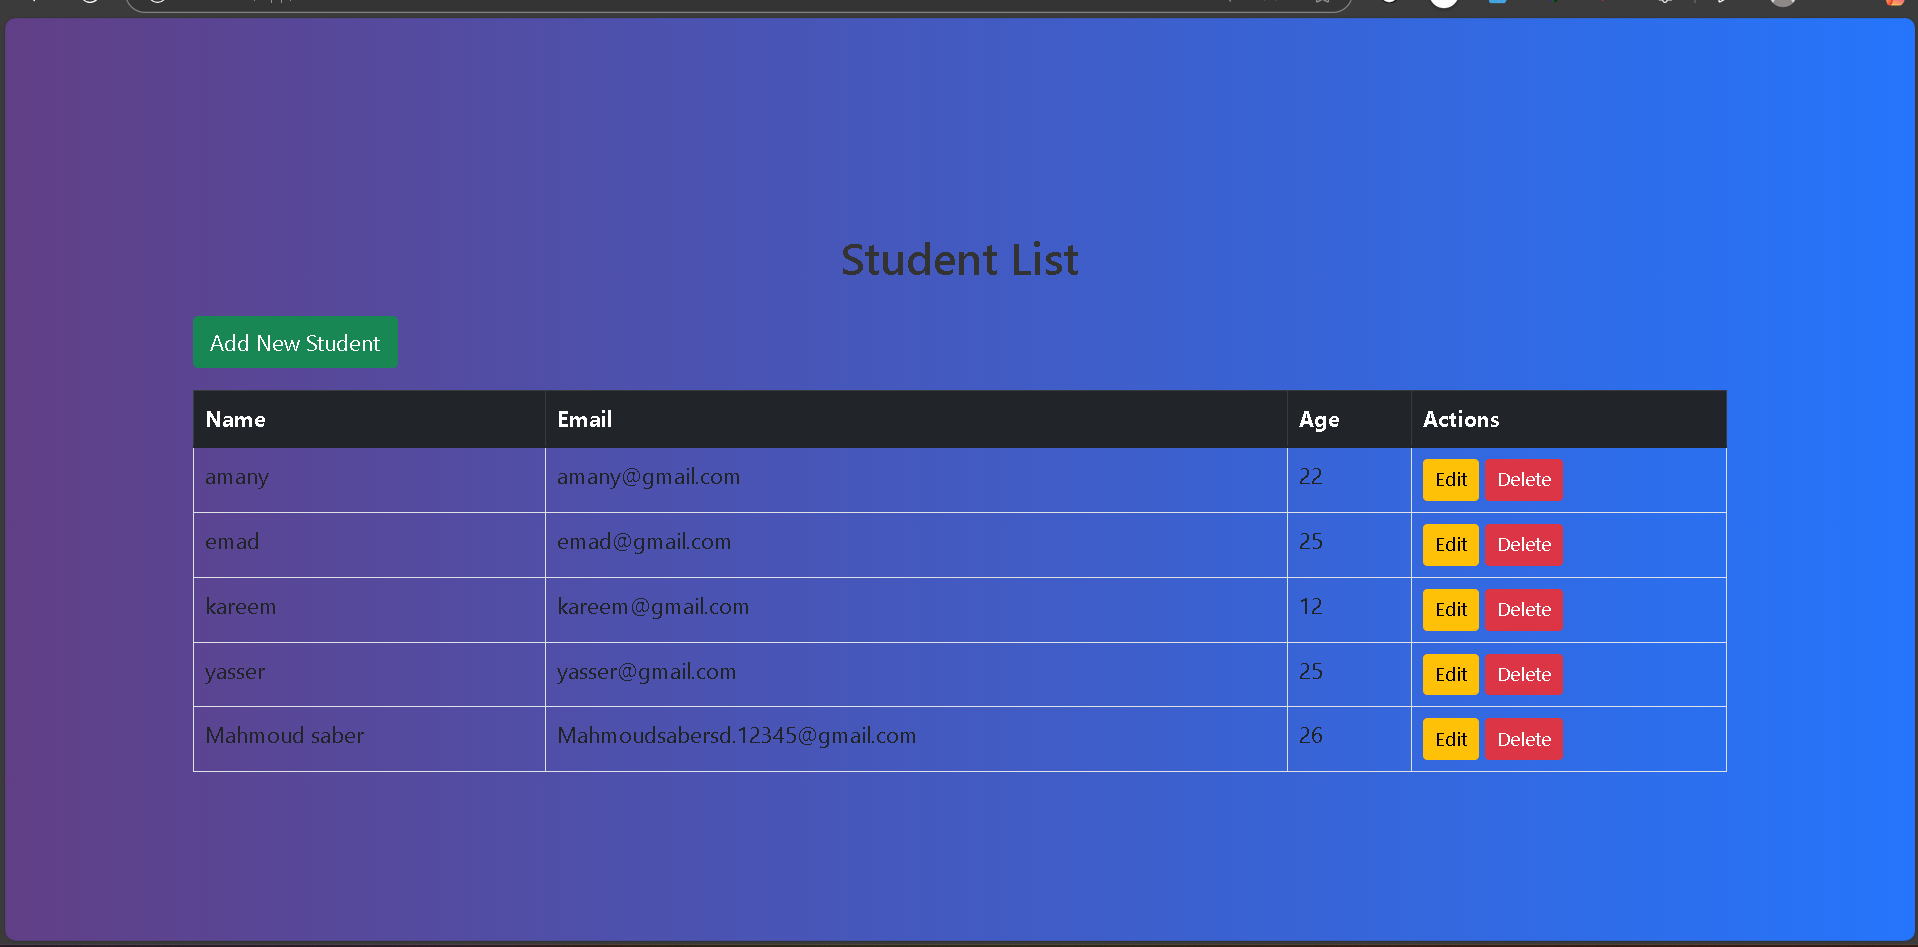 Student List
Add New Student
Name Email Age Actions
amany amany@gmail.com 22 Edit Delete
emad emad@gmail.com 25 Edit Delete
kareem kareem@gmail.com 12 Edit Delete
yasser yasser@gmail.com 25 Edit Delete
Mahmoud saber Mahmoudsabersd.12345@gmail.com 26 Edit Delete